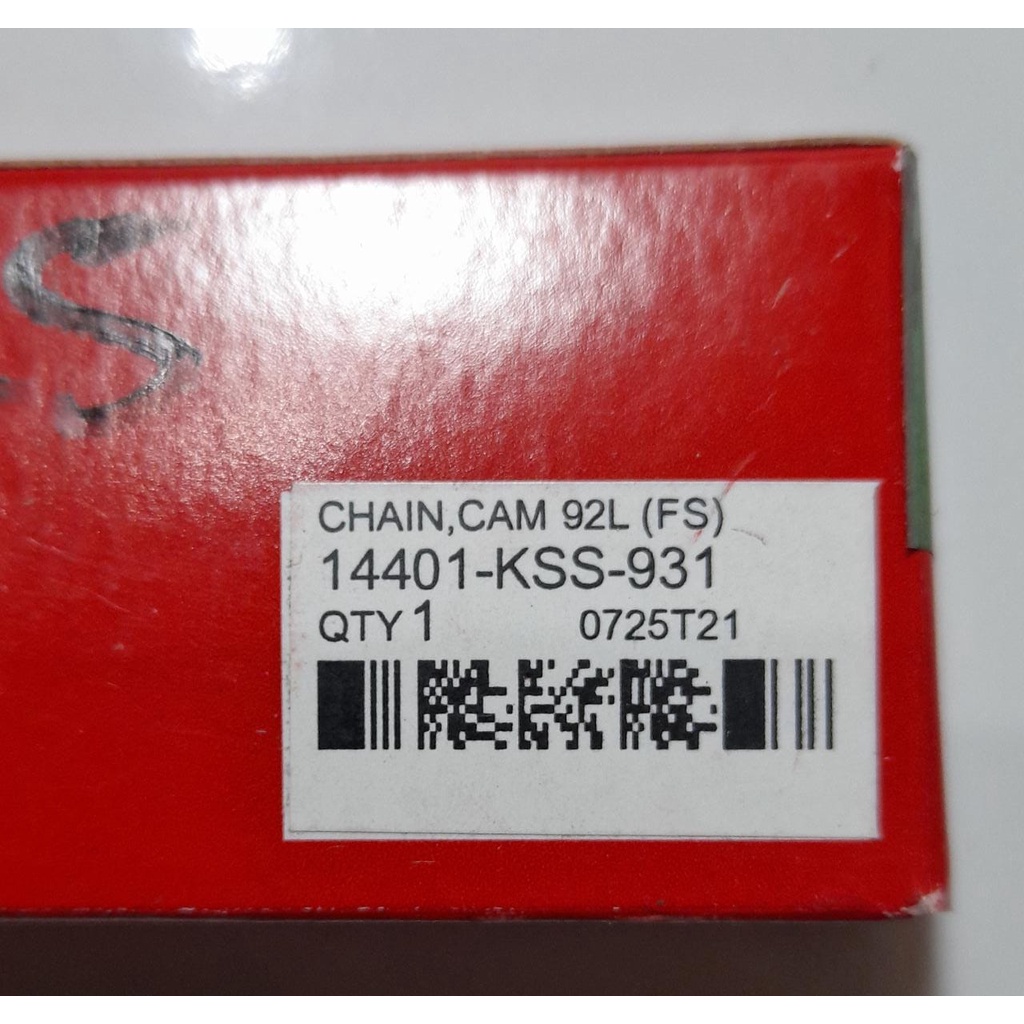 CHAIN,CAM 92L (FS)
14401-KSS-931
QTY 1 0725T21